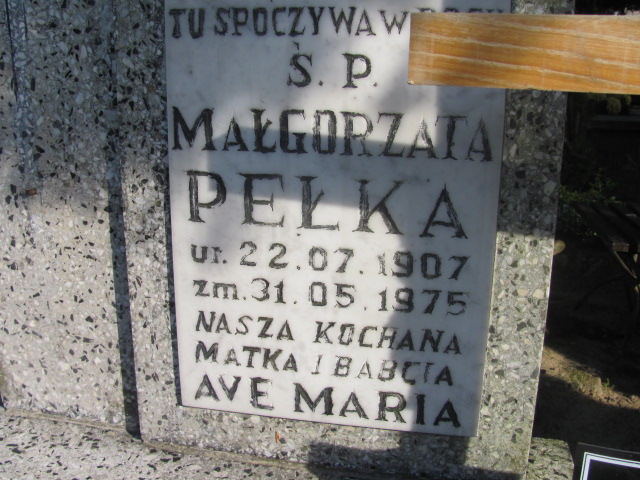 TU SPOCZYWA W
Ś. P.
MAŁGORZATA
PEŁKA
ur. 22.07.1907
zm. 31.05.1975
NASZA KOCHANA
MATKA I BABCIA
AVE MARIA